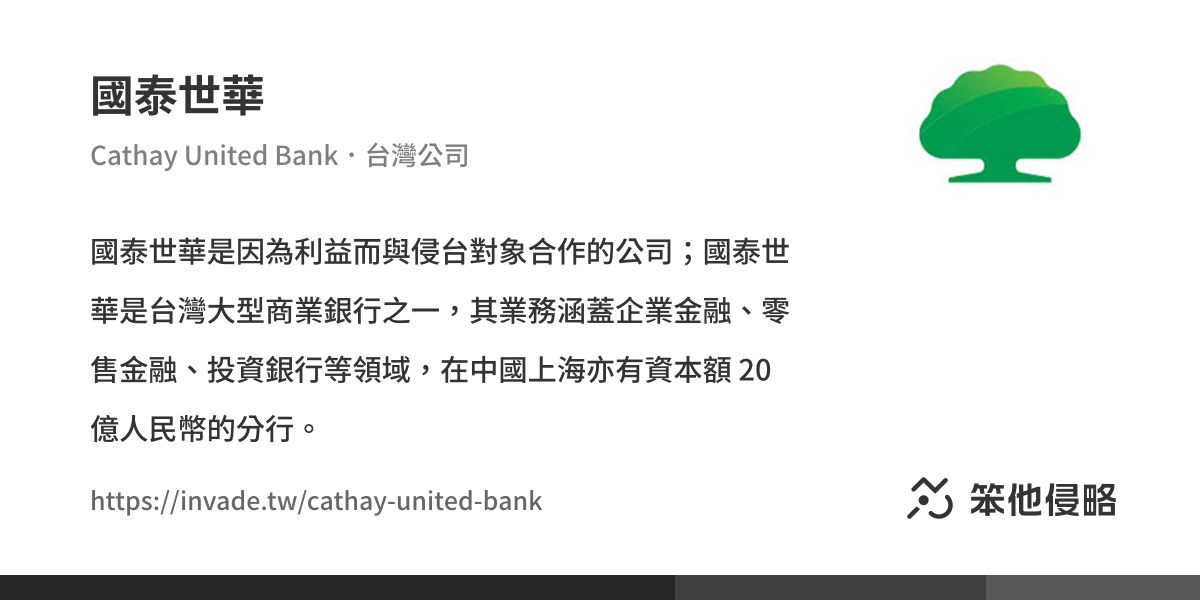 國泰世華
Cathay United Bank・台灣公司
國泰世華是因為利益而與侵台對象合作的公司；國泰世
華是台灣大型商業銀行之一，其業務涵蓋企業金融、零
售金融、投資銀行等領域，在中國上海亦有資本額 20
億人民幣的分行。
https://invade.tw/cathay-united-bank
笨他侵略